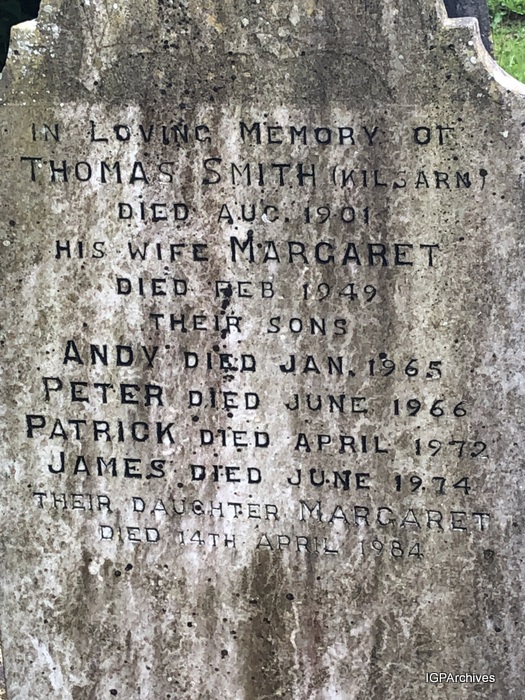 IN LOVING MEMORY OF
THOMAS SMITH (KILSARN)
DIED AUG. 1901
HIS WIFE MARGARET
DIED FEB. 1949
THEIR SONS
ANDY DIED JAN. 1965
PETER DIED JUNE 1966
PATRICK DIED APRIL 1972
JAMES DIED JUNE 1974
THEIR DAUGHTER MARGARET
DIED 14TH APRIL 1984
IGPArchives